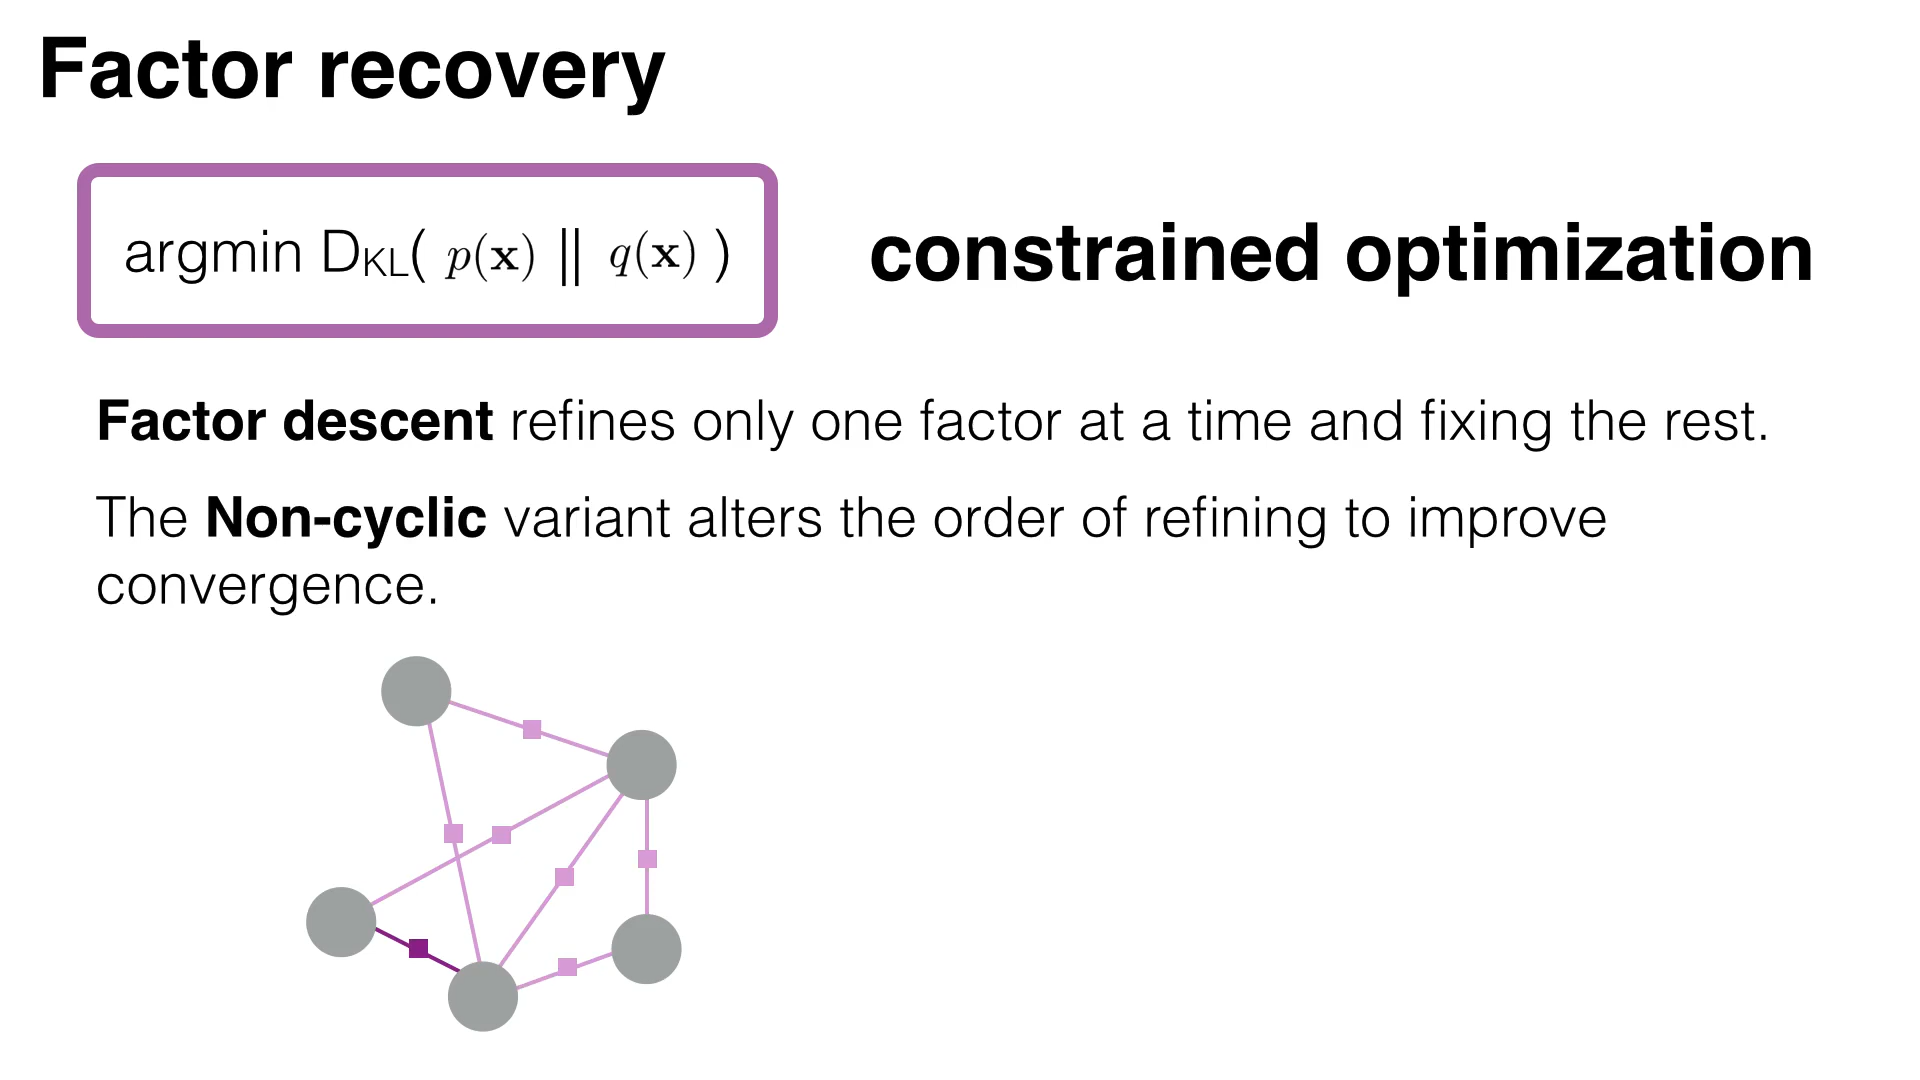 Factor recovery
argmin DKL( p(x) || q(x) )
constrained optimization
Factor descent refines only one factor at a time and fixing the rest.
The Non-cyclic variant alters the order of refining to improve
convergence.